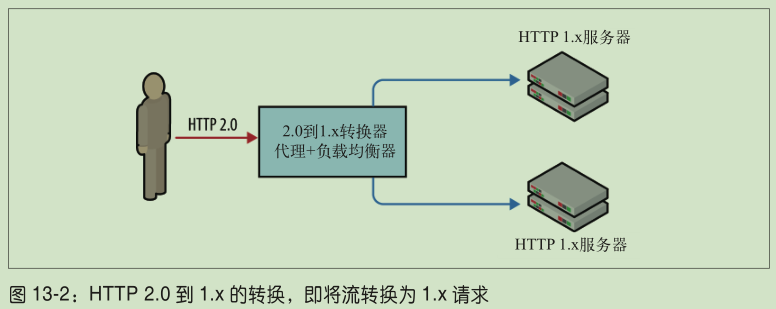 HTTP 1.x服务器
HTTP 2.0
2.0到1.x转换器
代理+负载均衡器
HTTP 1.x服务器
图 13-2：HTTP 2.0 到 1.x 的转换，即将流转换为 1.x 请求